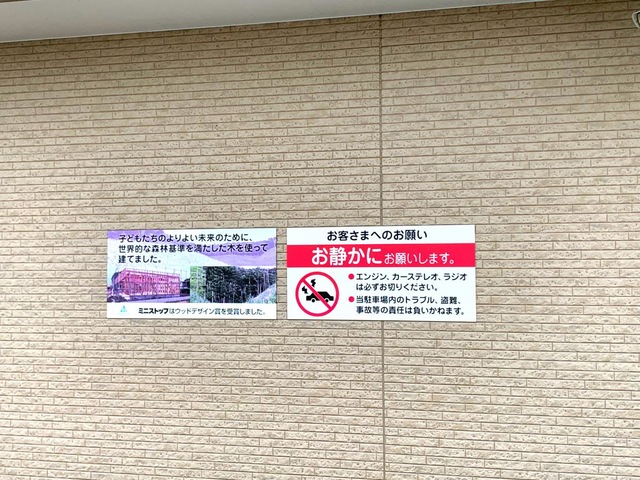 子どもたちのよりよい未来のために、
世界的な森林基準を満たした木を使って
建てました。
ミニストップはウッドデザイン賞を受賞しました。
お客さまへのお願い
お静かにお願いします。
●エンジン、カーステレオ、ラジオ
は必ずお切りください。
●当駐車場内のトラブル、盗難、
事故等の責任は負いかねます。